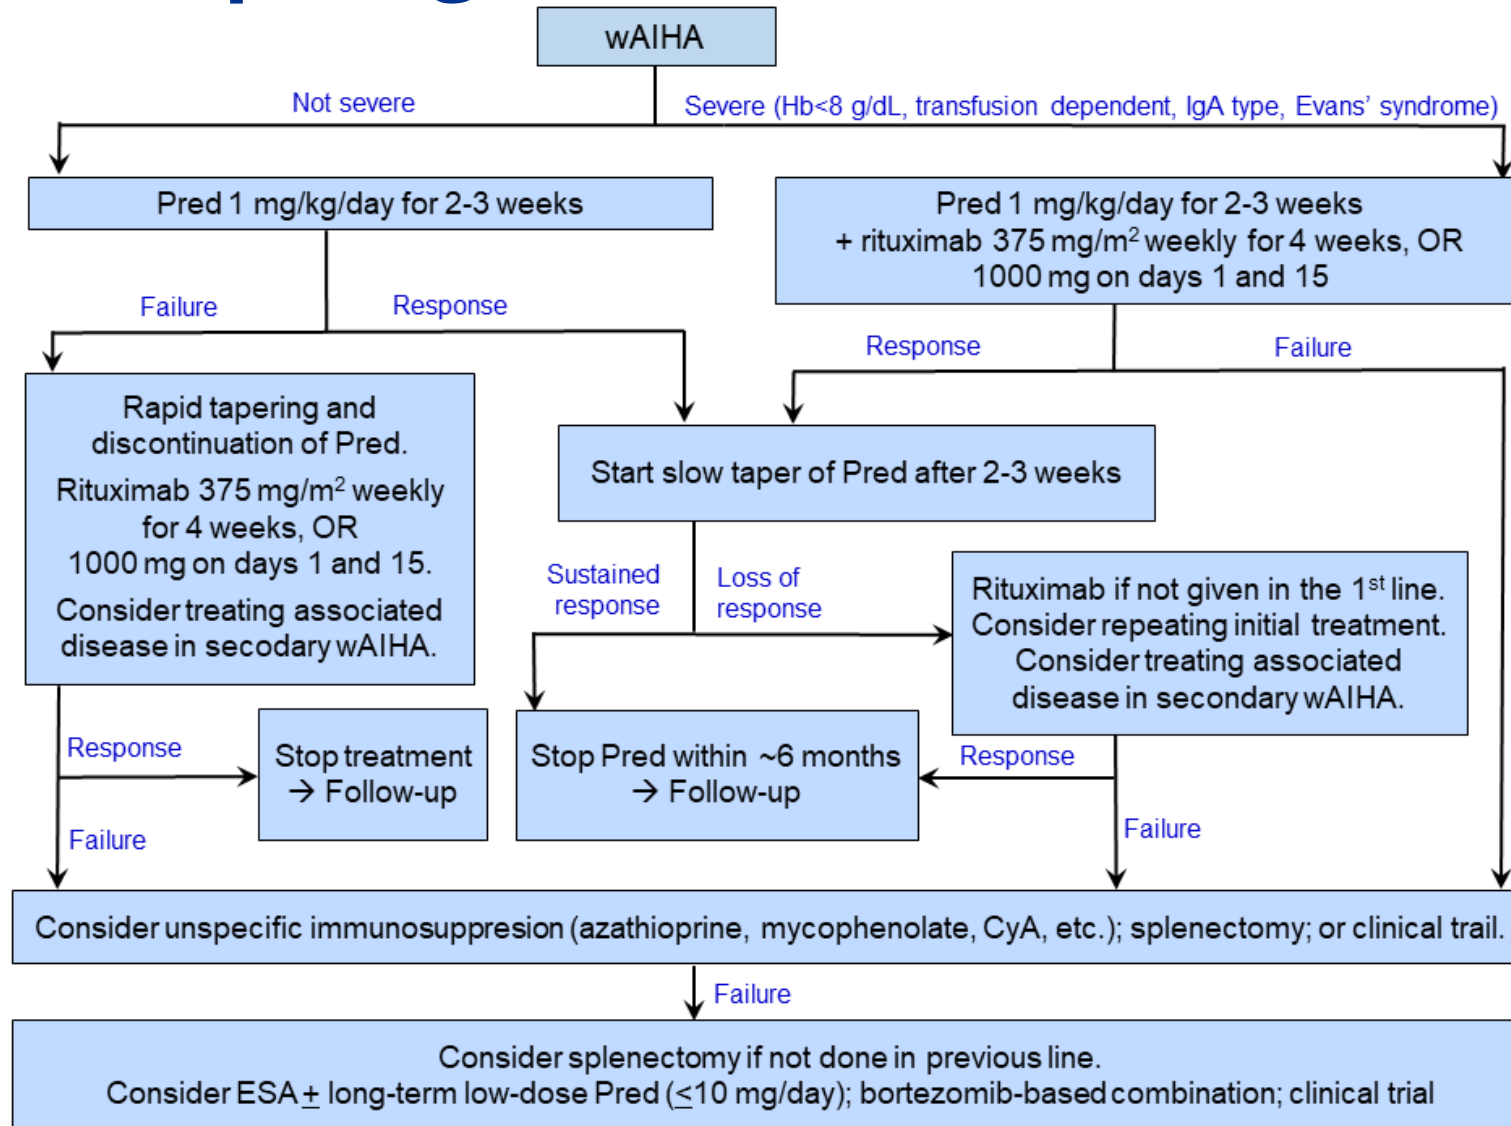 wAIHA
Not severe
Severe (Hb<8 g/dL, transfusion dependent, IgA type, Evans’ syndrome)
Pred 1 mg/kg/day for 2-3 weeks
Pred 1 mg/kg/day for 2-3 weeks
+ rituximab 375 mg/m² weekly for 4 weeks, OR
1000 mg on days 1 and 15
Failure
Response
Response
Failure
Rapid tapering and
discontinuation of Pred.
Rituximab 375 mg/m² weekly
for 4 weeks, OR
1000 mg on days 1 and 15.
Consider treating associated
disease in secodary wAIHA.
Start slow taper of Pred after 2-3 weeks
Sustained
response
Loss of
response
Rituximab if not given in the 1st line.
Consider repeating initial treatment.
Consider treating associated
disease in secondary wAIHA.
Response
Stop treatment
→ Follow-up
Stop Pred within ~6 months
→ Follow-up
Response
Failure
Failure
Consider unspecific immunosuppresion (azathioprine, mycophenolate, CyA, etc.); splenectomy; or clinical trail.
Failure
Consider splenectomy if not done in previous line.
Consider ESA ± long-term low-dose Pred (≤10 mg/day); bortezomib-based combination; clinical trial